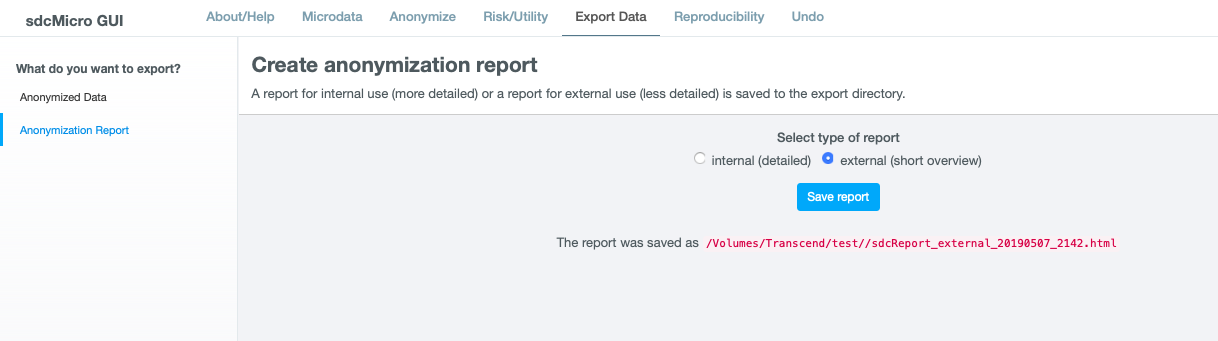 sdcMicro GUI
About/Help Microdata Anonymize Risk/Utility Export Data Reproducibility Undo
What do you want to export?
Anonymized Data
Anonymization Report
Create anonymization report
A report for internal use (more detailed) or a report for external use (less detailed) is saved to the export directory.
Select type of report
internal (detailed) external (short overview)
Save report
The report was saved as /Volumes/Transcend/test//sdcReport_external_20190507_2142.html